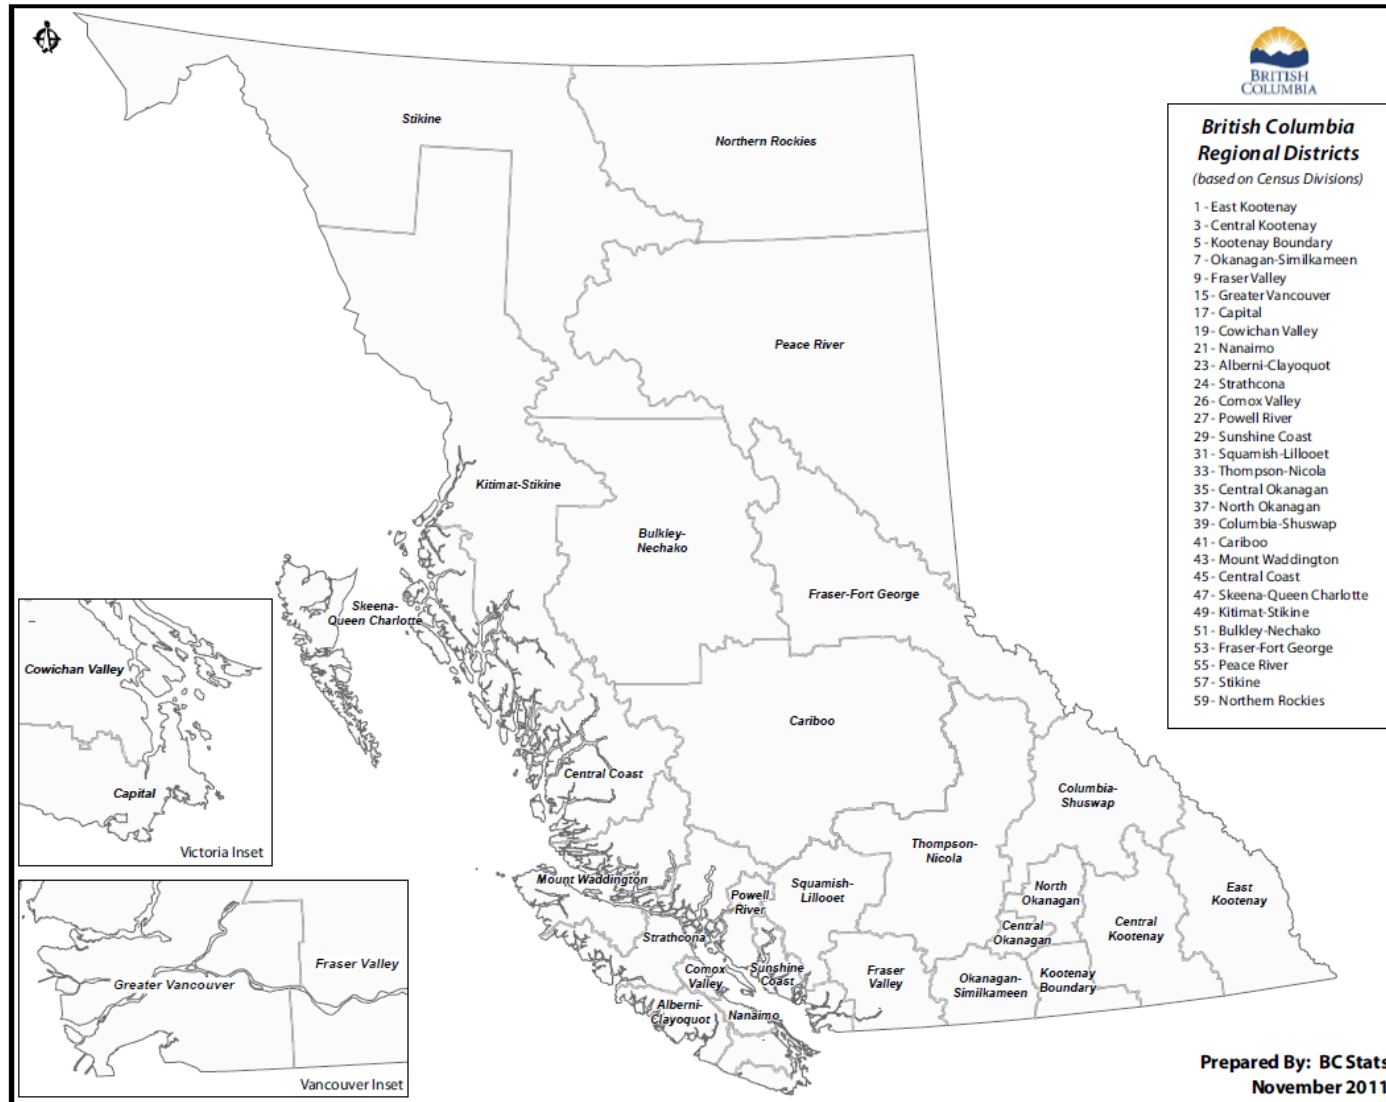 BRITISH
COLUMBIA
British Columbia
Regional Districts
(based on Census Divisions)
1 - East Kootenay
3 - Central Kootenay
5 - Kootenay Boundary
7 - Okanagan-Similkameen
9 - Fraser Valley
15 - Greater Vancouver
17 - Capital
19 - Cowichan Valley
21 - Nanaimo
23 - Alberni-Clayoquot
24 - Strathcona
26 - Comox Valley
27 - Powell River
29 - Sunshine Coast
31 - Squamish-Lillooet
33 - Thompson-Nicola
35 - Central Okanagan
37 - North Okanagan
39 - Columbia-Shuswap
41 - Cariboo
43 - Mount Waddington
45 - Central Coast
47 - Skeena-Queen Charlotte
49 - Kitimat-Stikine
51 - Bulkley-Nechako
53 - Fraser-Fort George
55 - Peace River
57 - Stikine
59 - Northern Rockies
Stikine
Northern Rockies
Peace River
Kitimat-Stikine
Bulkley-
Nechako
Fraser-Fort George
Skeena-
Queen Charlotte
Cariboo
Central Coast
Columbia-
Shuswap
Thompson-
Nicola
Mount Waddington
Powell
River
Squamish-
Lillooet
North
Okanagan
East
Kootenay
Central
Okanagan
Central
Kootenay
Strathcona
Comox
Valley
Sunshine
Coast
Fraser
Valley
Okanagan-
Similkameen
Kootenay
Boundary
Alberni-
Clayoquot
Nanaimo
Cowichan Valley
Capital
Victoria Inset
Greater Vancouver
Fraser Valley
Vancouver Inset
Prepared By: BC Stats
November 2011